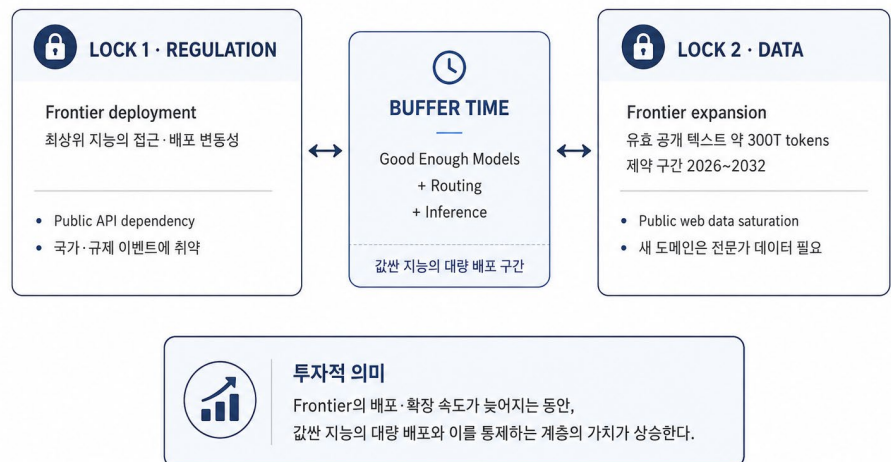 LOCK 1 · REGULATION
Frontier deployment
최상위 지능의 접근 · 배포 변동성
• Public API dependency
• 국가 · 규제 이벤트에 취약
BUFFER TIME
Good Enough Models
+ Routing
+ Inference
값싼 지능의 대량 배포 구간
LOCK 2 · DATA
Frontier expansion
유효 공개 텍스트 약 300T tokens
제약 구간 2026~2032
• Public web data saturation
• 새 도메인은 전문가 데이터 필요
투자적 의미
Frontier의 배포 · 확장 속도가 늦어지는 동안,
값싼 지능의 대량 배포와 이를 통제하는 계층의 가치가 상승한다.